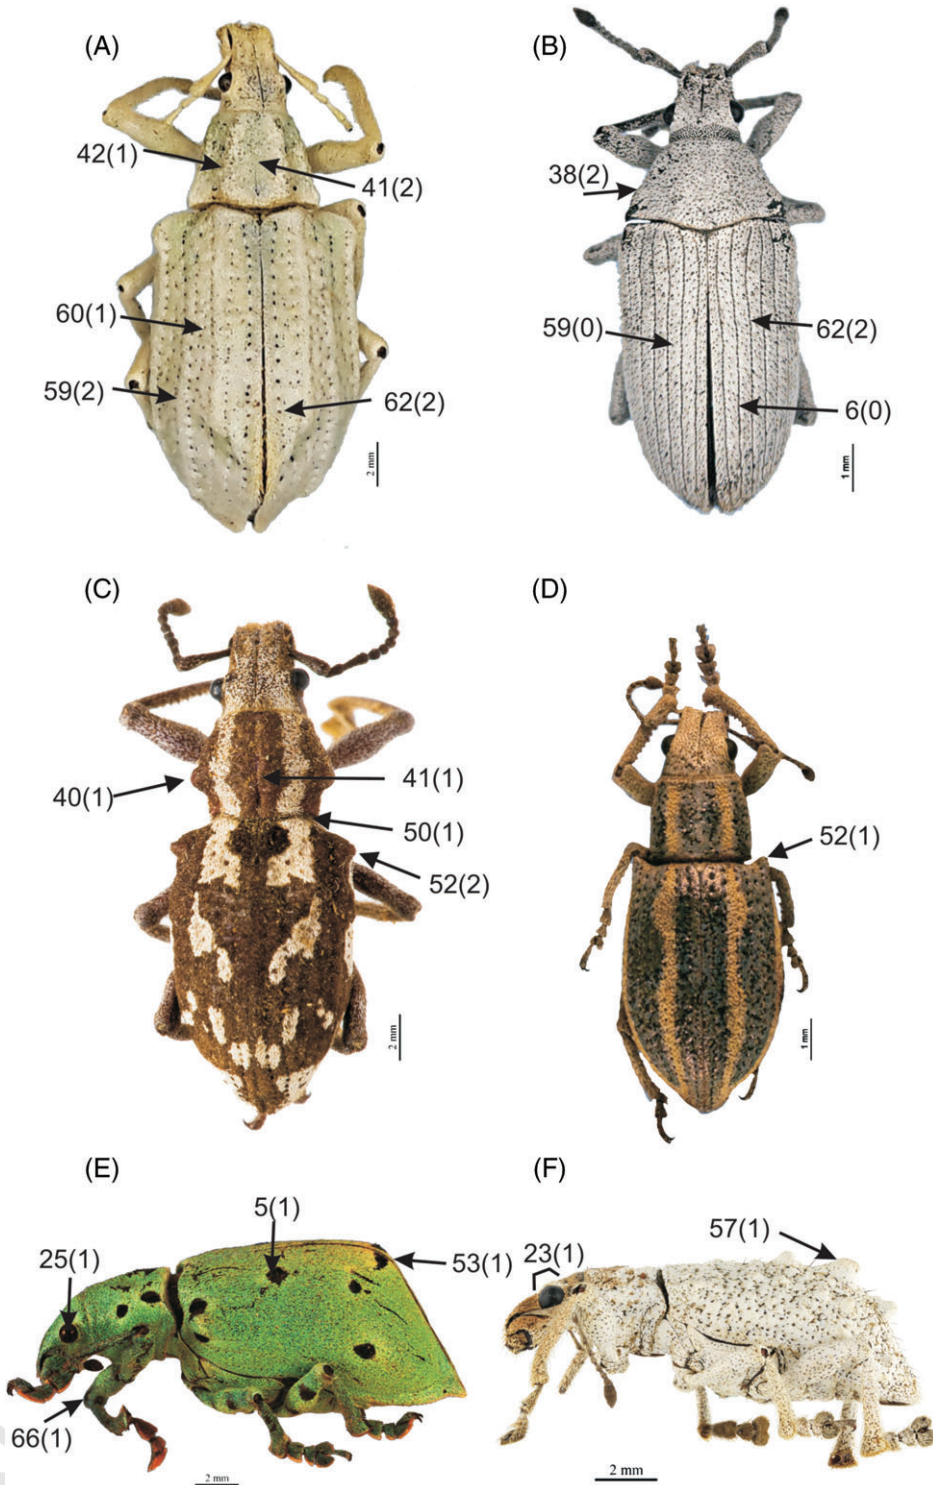 (A)
(B)
42(1)
41(2)
38(2)
60(1)
59(0)
62(2)
59(2)
62(2)
6(0)
2 mm
1 mm
(C)
(D)
40(1)
41(1)
50(1)
52(2)
52(1)
2 mm
1 mm
(E)
(F)
5(1)
25(1)
53(1)
66(1)
2 mm
57(1)
23(1)
2 mm